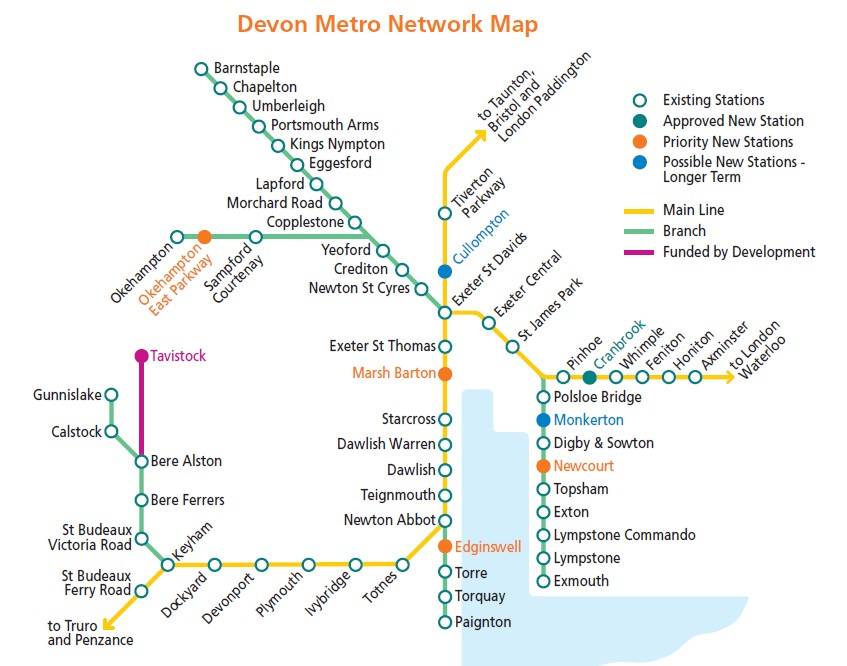 Devon Metro Network Map
Barnstaple
Chapelton
Umberleigh
Portsmouth Arms
Kings Nympton
Eggesford
Lapford
Morchard Road
Copplestone
Yeoford
Crediton
Newton St Cyres
Okehampton
Okehampton
East Parkway
Sampford
Courtenay
to Taunton,
Bristol and
London Paddington
Tiverton
Parkway
Cullompton
Exeter St Davids
Exeter Central
St James Park
Existing Stations
Approved New Station
Priority New Stations
Possible New Stations -
Longer Term
Main Line
Branch
Funded by Development
Pinhoe
Cranbrook
Whimple
Feniton
Honiton
Axminster
to London
Waterloo
Exeter St Thomas
Marsh Barton
Starcross
Dawlish Warren
Dawlish
Teignmouth
Newton Abbot
Edginswell
Torre
Torquay
Paignton
Polsloe Bridge
Monkerton
Digby & Sowton
Newcourt
Topsham
Exton
Lympstone Commando
Lympstone
Exmouth
Tavistock
Gunnislake
Calstock
Bere Alston
Bere Ferrers
St Budeaux
Victoria Road
Keyham
St Budeaux
Ferry Road
to Truro
and Penzance
Dockyard
Devonport
Plymouth
Ivybridge
Totnes